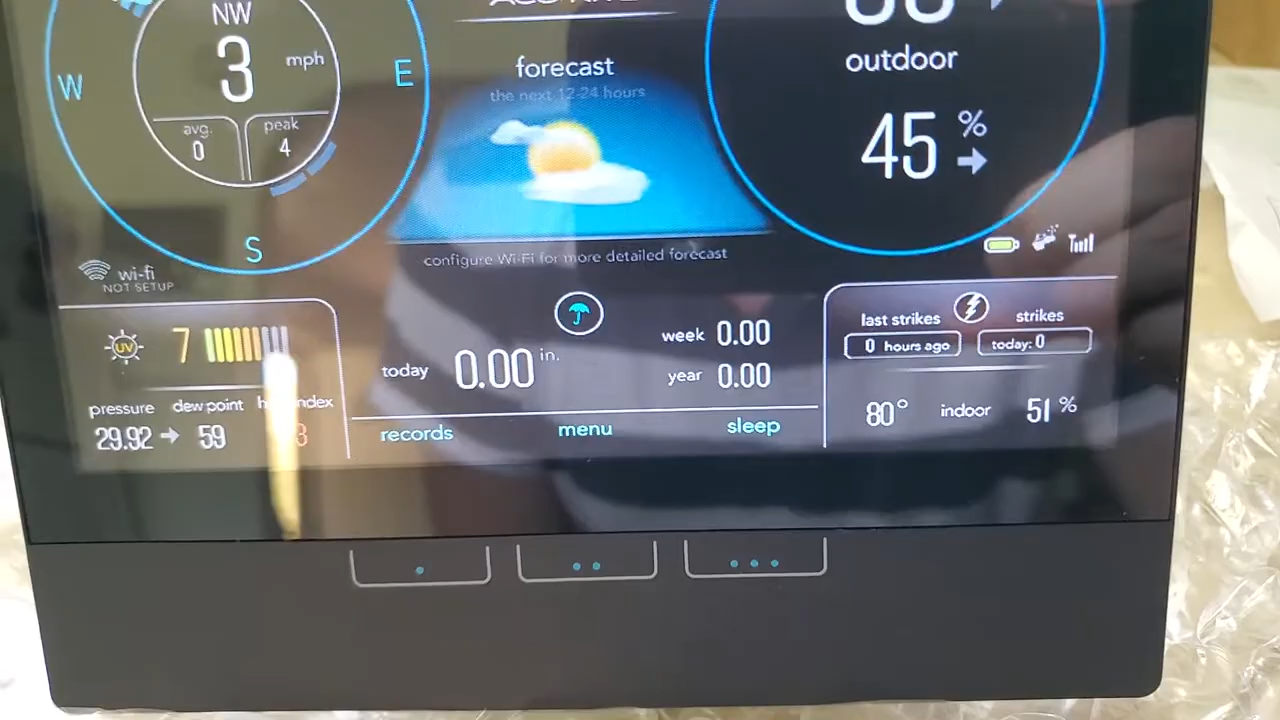 NW
3 mph
avg. 0
peak 4
W
E
S
forecast
the next 12-24 hours
configure Wi-Fi for more detailed forecast
outdoor
45 %
wi-fi
NOT SETUP
UV 7
pressure dew point
29.92 59
today 0.00 in.
week 0.00
year 0.00
records menu sleep
last strikes strikes
0 hours ago today: 0
80° indoor 51 %